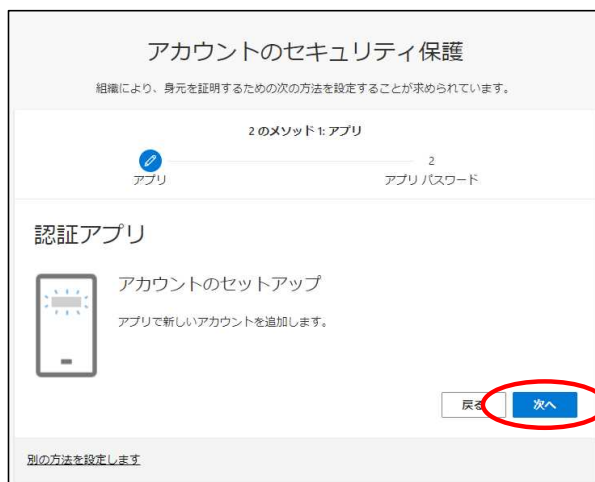 アカウントのセキュリティ保護
組織により、身元を証明するための次の方法を設定することが求められています。
2 のメソッド 1: アプリ
2
アプリ
アプリ パスワード
認証アプリ
アカウントのセットアップ
アプリで新しいアカウントを追加します。
戻る
次へ
別の方法を設定します